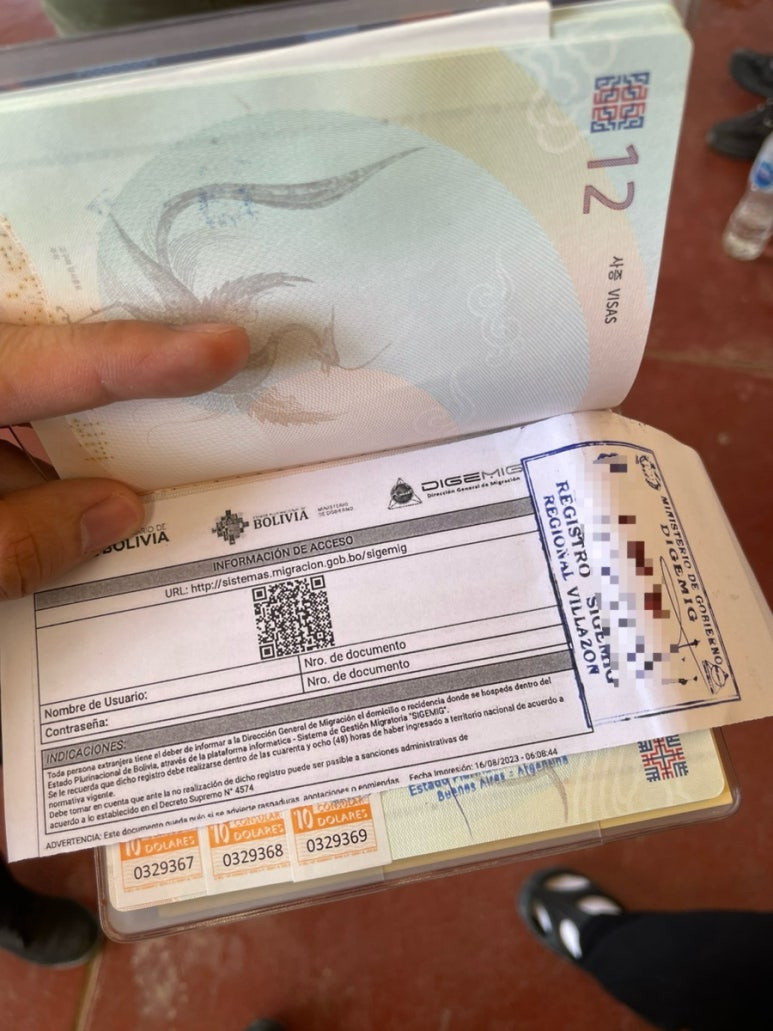 12
사증 VISAS
BOLIVIA
BOLIVIA
MINISTERIO
DE GOBIERNO
DIGEMIG
Dirección General de Migración
INFORMACIÓN DE ACCESO
URL: http://sistemas.migracion.gob.bo/sigemig
Nombre de Usuario:
Nro. de documento
Contraseña:
Nro. de documento
INDICACIONES:
Toda persona extranjera tiene el deber de informar a la Dirección General de Migración el domicilio o residencia donde se hospeda dentro del
Estado Plurinacional de Bolivia, através de la plataforma informatica - Sistema de Gestión Migratoria "SIGEMIG".
Se le recuerda que dicho registro debe realizarse dentro de las cuarenta y ocho (48) horas de haber ingresado a territorio nacional de acuerdo a
normativa vigente.
Debe tomar en cuenta que ante la no realización de dicho registro puede ser pasible a sanciones administrativas de
acuerdo a lo establecido en el Decreto Supremo N° 4574
Fecha Impresión: 16/08/2023 - 06:08:44
ADVERTENCIA: Este documento queda nulo si se advierte raspaduras, anotaciones o enmiendas
MINISTERIO DE GOBIERNO
DIGEMIG
REGISTRO SIGEMIG
REGIONAL VILLAZON
Buenos Aires - Argentina
10 CONSULAR
DOLARES
0329367
10 CONSULAR
DOLARES
0329368
10 CONSULAR
DOLARES
0329369